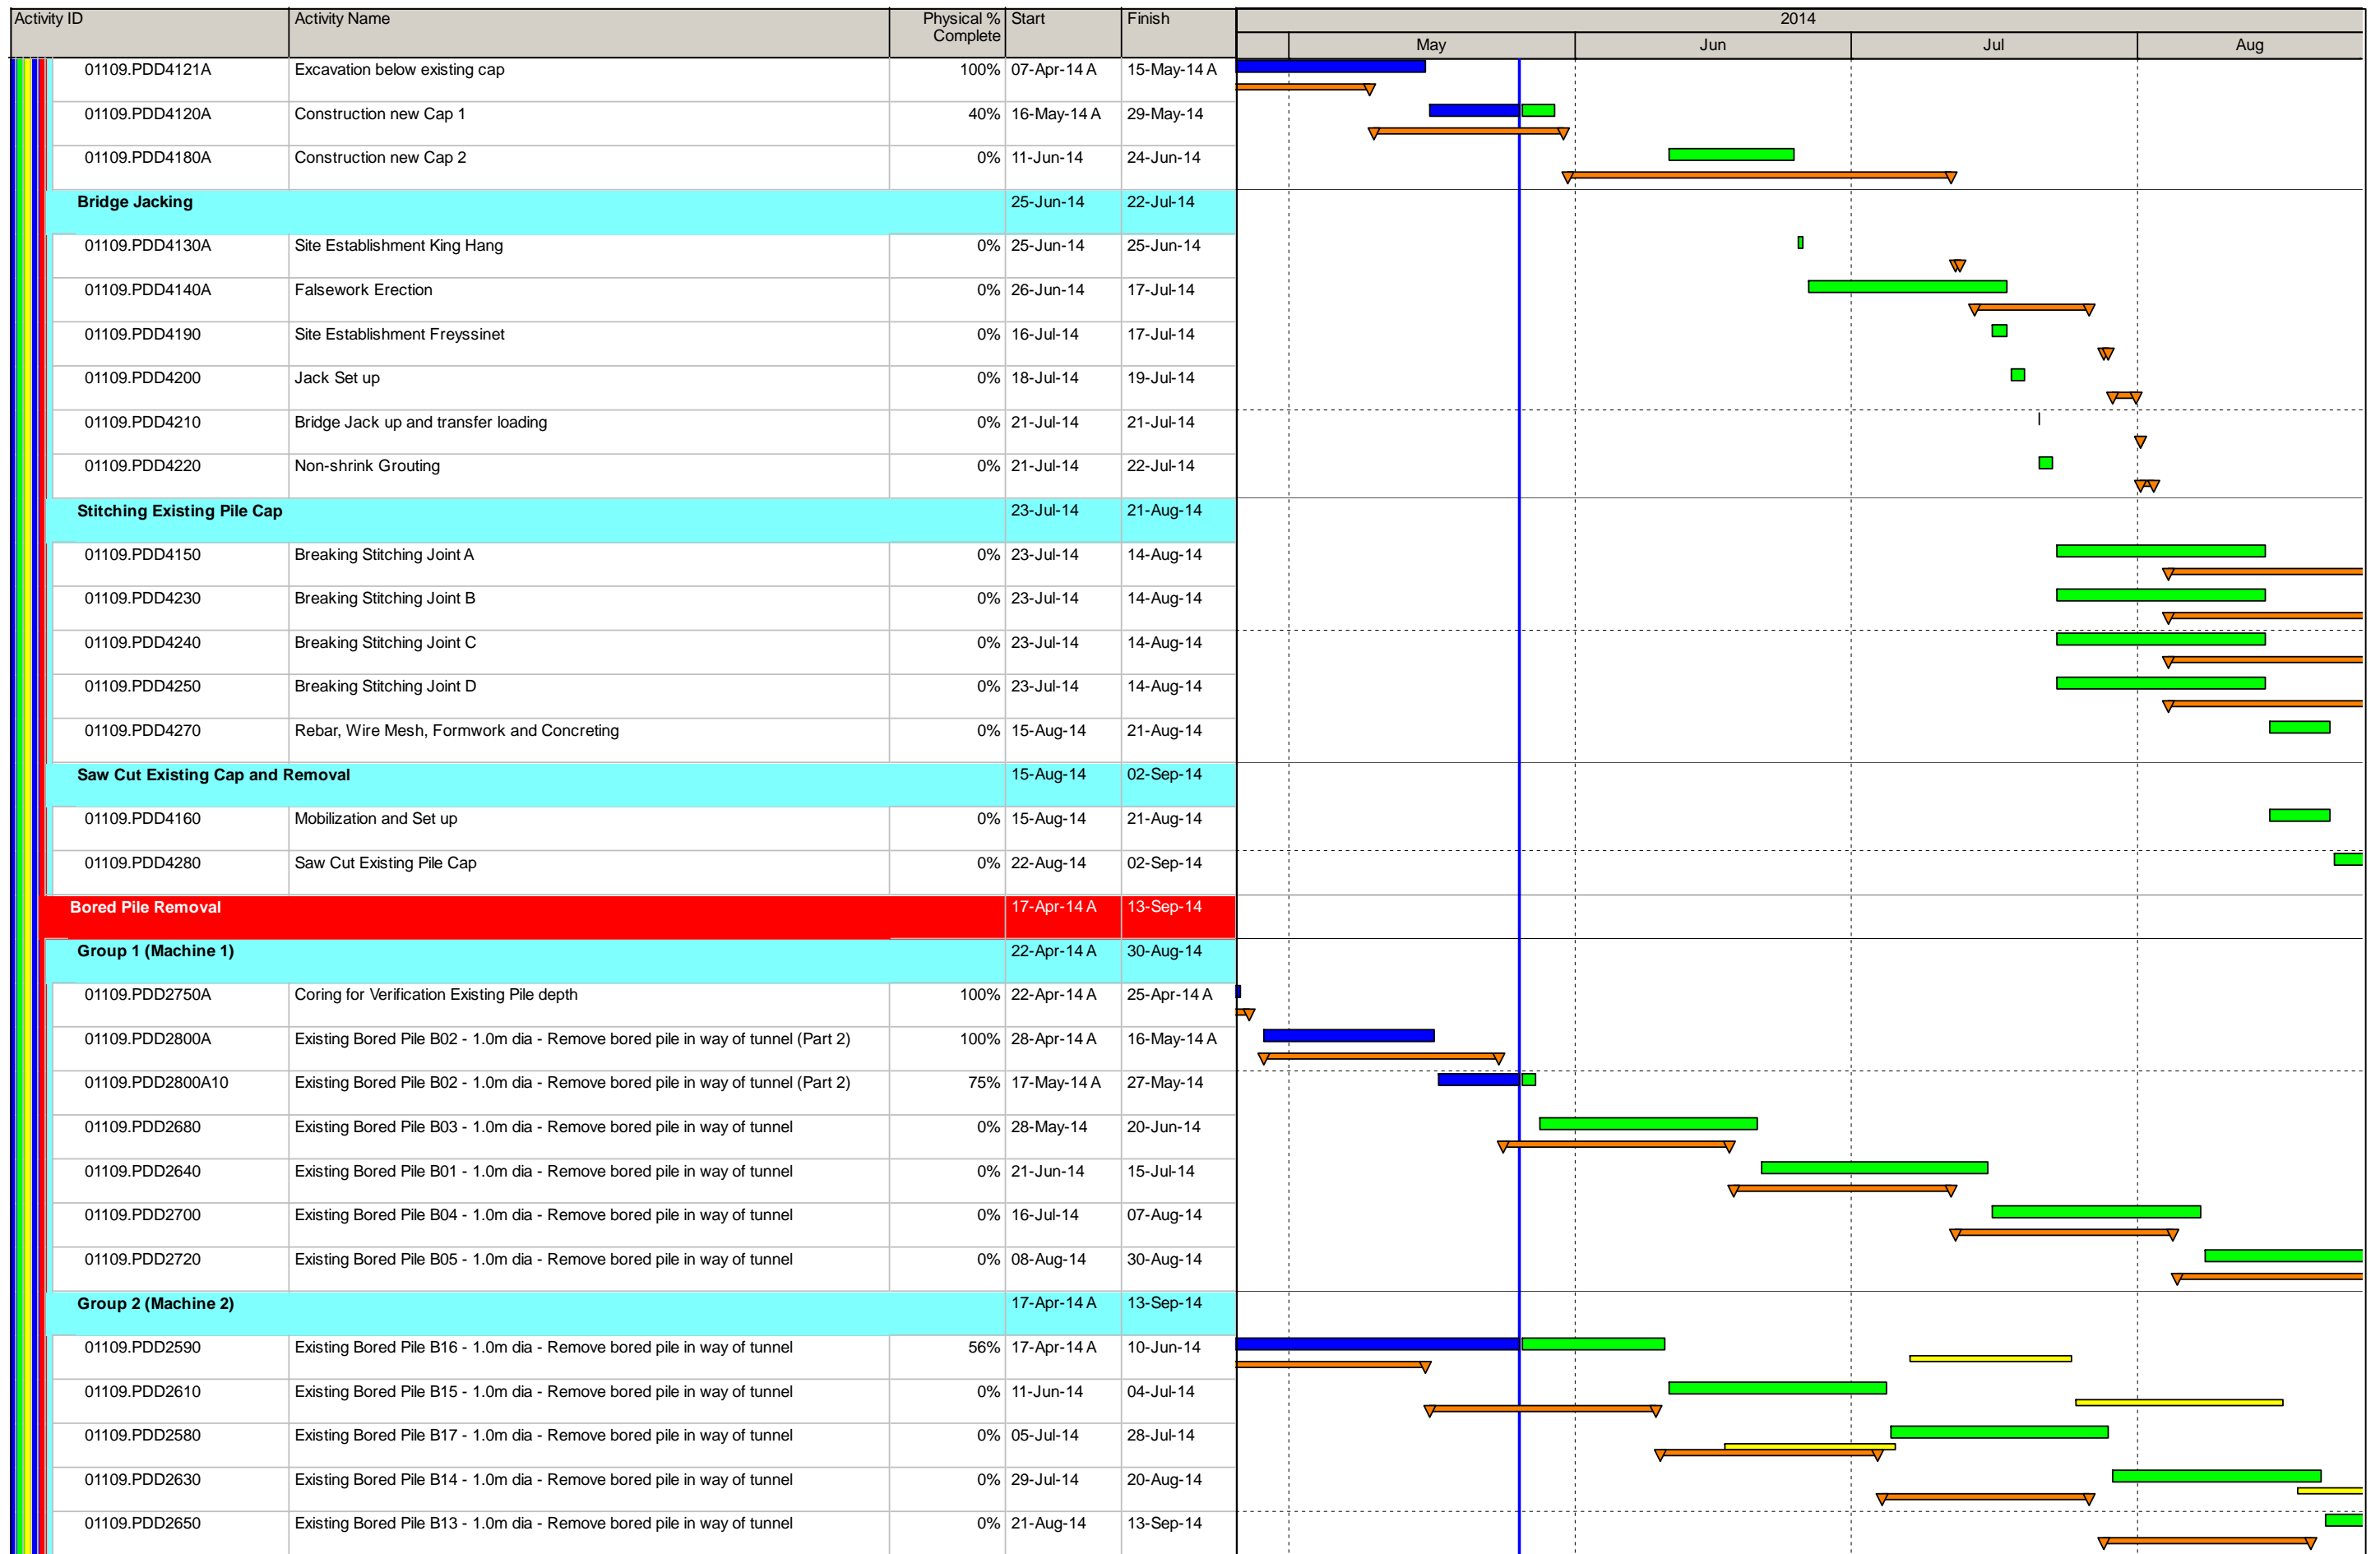 Activity ID Activity Name Physical % Start Finish 2014
Complete May Jun Jul Aug
01109.PDD4121A Excavation below existing cap 100% 07-Apr-14 A 15-May-14 A
01109.PDD4120A Construction new Cap 1 40% 16-May-14 A 29-May-14
01109.PDD4180A Construction new Cap 2 0% 11-Jun-14 24-Jun-14
Bridge Jacking 25-Jun-14 22-Jul-14
01109.PDD4130A Site Establishment King Hang 0% 25-Jun-14 25-Jun-14
01109.PDD4140A Falsework Erection 0% 26-Jun-14 17-Jul-14
01109.PDD4190 Site Establishment Freyssinet 0% 16-Jul-14 17-Jul-14
01109.PDD4200 Jack Set up 0% 18-Jul-14 19-Jul-14
01109.PDD4210 Bridge Jack up and transfer loading 0% 21-Jul-14 21-Jul-14
01109.PDD4220 Non-shrink Grouting 0% 21-Jul-14 22-Jul-14
Stitching Existing Pile Cap 23-Jul-14 21-Aug-14
01109.PDD4150 Breaking Stitching Joint A 0% 23-Jul-14 14-Aug-14
01109.PDD4230 Breaking Stitching Joint B 0% 23-Jul-14 14-Aug-14
01109.PDD4240 Breaking Stitching Joint C 0% 23-Jul-14 14-Aug-14
01109.PDD4250 Breaking Stitching Joint D 0% 23-Jul-14 14-Aug-14
01109.PDD4270 Rebar, Wire Mesh, Formwork and Concreting 0% 15-Aug-14 21-Aug-14
Saw Cut Existing Cap and Removal 15-Aug-14 02-Sep-14
01109.PDD4160 Mobilization and Set up 0% 15-Aug-14 21-Aug-14
01109.PDD4280 Saw Cut Existing Pile Cap 0% 22-Aug-14 02-Sep-14
Bored Pile Removal 17-Apr-14 A 13-Sep-14
Group 1 (Machine 1) 22-Apr-14 A 30-Aug-14
01109.PDD2750A Coring for Verification Existing Pile depth 100% 22-Apr-14 A 25-Apr-14 A
01109.PDD2800A Existing Bored Pile B02 - 1.0m dia - Remove bored pile in way of tunnel (Part 2) 100% 28-Apr-14 A 16-May-14 A
01109.PDD2800A10 Existing Bored Pile B02 - 1.0m dia - Remove bored pile in way of tunnel (Part 2) 75% 17-May-14 A 27-May-14
01109.PDD2680 Existing Bored Pile B03 - 1.0m dia - Remove bored pile in way of tunnel 0% 28-May-14 20-Jun-14
01109.PDD2640 Existing Bored Pile B01 - 1.0m dia - Remove bored pile in way of tunnel 0% 21-Jun-14 15-Jul-14
01109.PDD2700 Existing Bored Pile B04 - 1.0m dia - Remove bored pile in way of tunnel 0% 16-Jul-14 07-Aug-14
01109.PDD2720 Existing Bored Pile B05 - 1.0m dia - Remove bored pile in way of tunnel 0% 08-Aug-14 30-Aug-14
Group 2 (Machine 2) 17-Apr-14 A 13-Sep-14
01109.PDD2590 Existing Bored Pile B16 - 1.0m dia - Remove bored pile in way of tunnel 56% 17-Apr-14 A 10-Jun-14
01109.PDD2610 Existing Bored Pile B15 - 1.0m dia - Remove bored pile in way of tunnel 0% 11-Jun-14 04-Jul-14
01109.PDD2580 Existing Bored Pile B17 - 1.0m dia - Remove bored pile in way of tunnel 0% 05-Jul-14 28-Jul-14
01109.PDD2630 Existing Bored Pile B14 - 1.0m dia - Remove bored pile in way of tunnel 0% 29-Jul-14 20-Aug-14
01109.PDD2650 Existing Bored Pile B13 - 1.0m dia - Remove bored pile in way of tunnel 0% 21-Aug-14 13-Sep-14